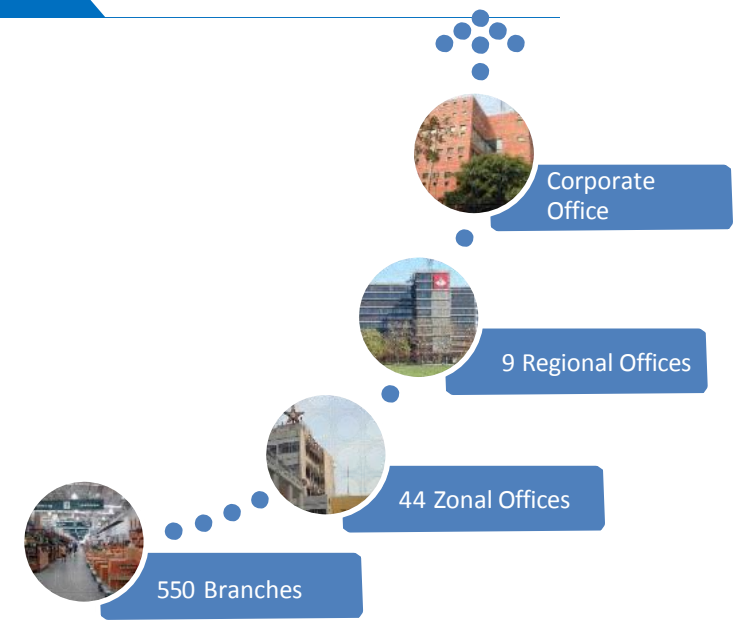 Corporate
Office
9 Regional Offices
44 Zonal Offices
550 Branches